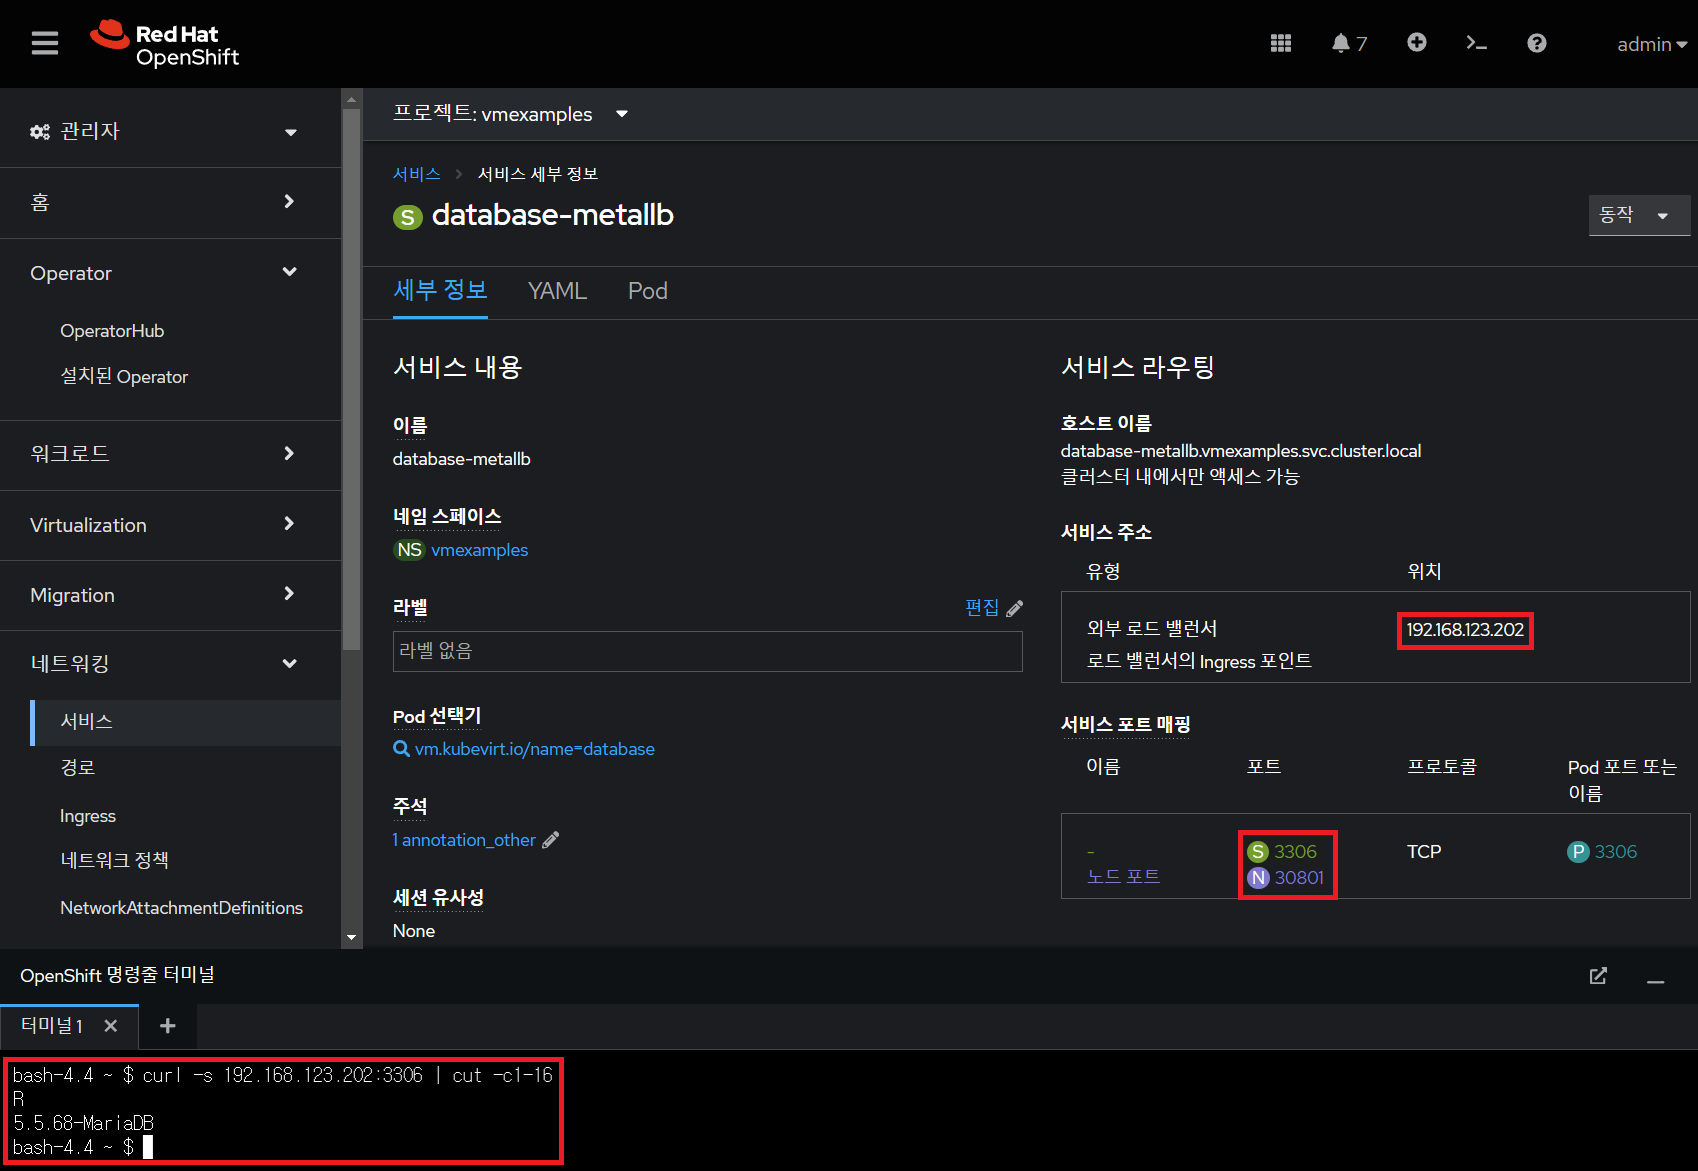 Red Hat
OpenShift
7
admin
관리자
홈
Operator
OperatorHub
설치된 Operator
워크로드
Virtualization
Migration
네트워킹
서비스
경로
Ingress
네트워크 정책
NetworkAttachmentDefinitions
프로젝트: vmexamples
서비스 > 서비스 세부 정보
S database-metallb
동작
세부 정보 YAML Pod
서비스 내용
이름
database-metallb
네임 스페이스
NS vmexamples
라벨
편집
라벨 없음
Pod 선택기
vm.kubevirt.io/name=database
주석
1 annotation_other
세션 유사성
None
서비스 라우팅
호스트 이름
database-metallb.vmexamples.svc.cluster.local
클러스터 내에서만 액세스 가능
서비스 주소
유형 위치
외부 로드 밸런서 192.168.123.202
로드 밸런서의 Ingress 포인트
서비스 포트 매핑
이름 포트 프로토콜 Pod 포트 또는
이름
- S 3306 TCP P 3306
노드 포트 N 30801
OpenShift 명령줄 터미널
터미널 1
bash-4.4 ~ $ curl -s 192.168.123.202:3306 | cut -c1-16
R
5.5.68-MariaDB
bash-4.4 ~ $